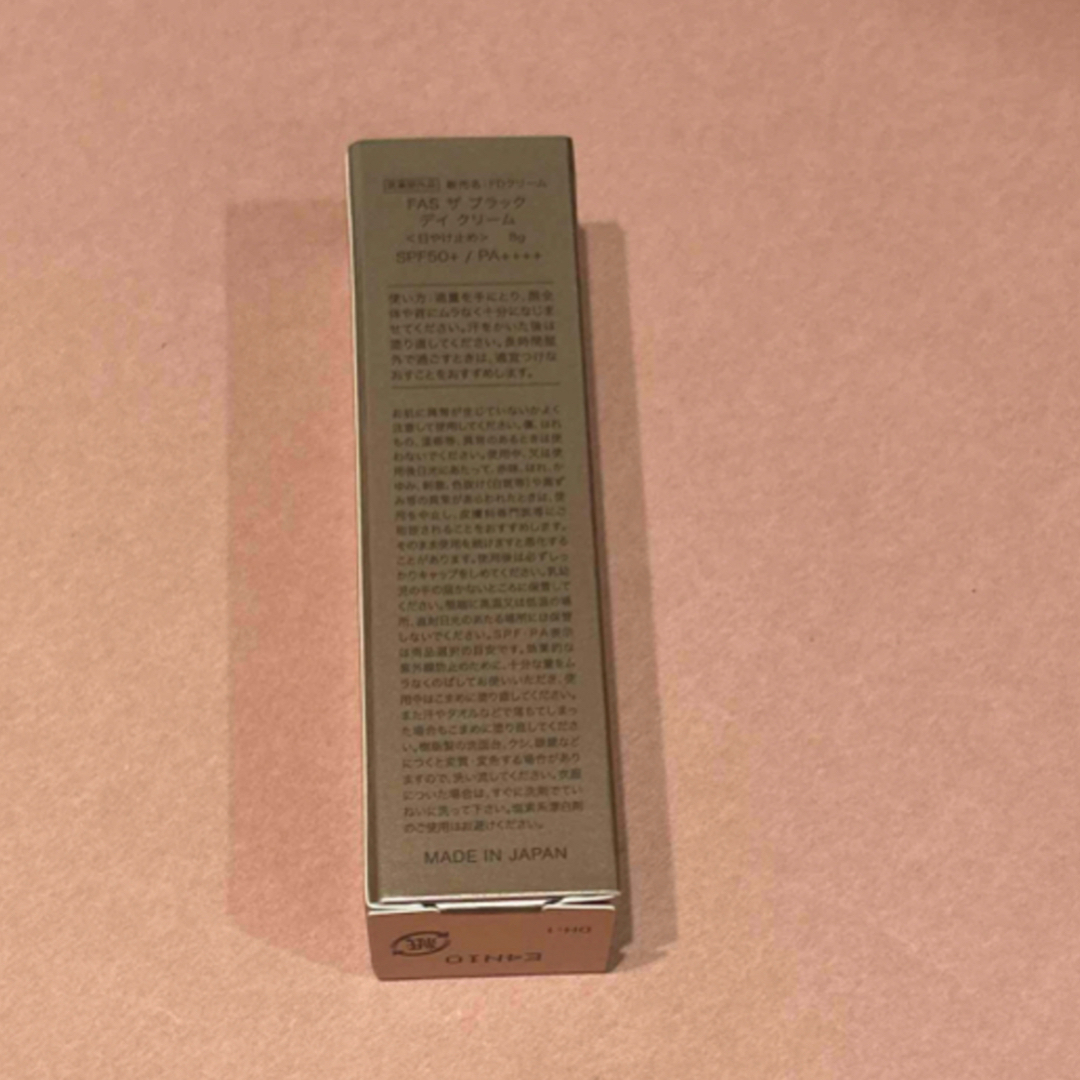 医薬部外品 販売名:FDクリーム
FAS ザ ブラック
デイ クリーム
<日やけ止め> 8g
SPF50+ / PA++++
使い方:適量を手にとり、顔全
体や首にムラなく十分になじま
せてください。汗をかいた後は
塗り直してください。長時間屋
外で過ごすときは、適宜つけな
おすことをおすすめします。
お肌に異常が生じていないかよく
注意して使用してください。傷、はれ
もの、湿疹等、異常のあるときは使
わないでください。使用中、又は使
用後日光にあたって、赤味、はれ、か
ゆみ、刺激、色抜け(白斑等)や黒ず
み等の異常があらわれたときは、使
用を中止し、皮膚科専門医等にご
相談されることをおすすめします。
そのまま使用を続けますと悪化する
ことがあります。使用後は必ずしっ
かりキャップをしめてください。乳幼
児の手の届かないところに保管して
ください。極端に高温又は低温の場
所、直射日光のあたる場所には保管
しないでください。SPF・PA表示
は商品選択の目安です。効果的な
紫外線防止のために、十分な量をム
ラなくのばしてお使いいただき、使
用中はこまめに塗り直してください。
また汗やタオルなどで落ちてしまっ
た場合もこまめに塗り直してくださ
い。樹脂製の洗面台、クシ、眼鏡など
につくと変質・変色する場合があり
ますので、洗い流してください。衣服
についた場合は、すぐに洗剤でてい
ねいに洗って下さい。塩素系漂白剤
のご使用はお避けください。
MADE IN JAPAN
DH-1
紙
E4N10